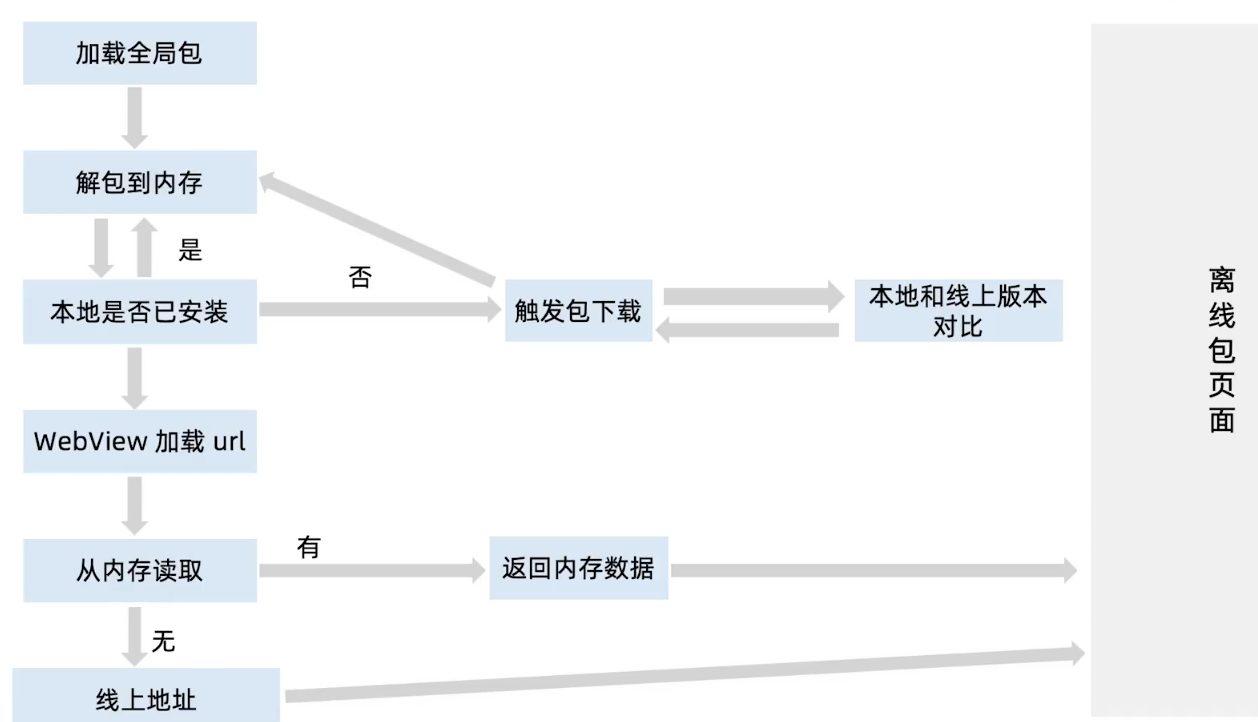 加载全局包
解包到内存
是
否
本地是否已安装
触发包下载
本地和线上版本
对比
WebView 加载 url
有
从内存读取
返回内存数据
无
线上地址
离线包页面